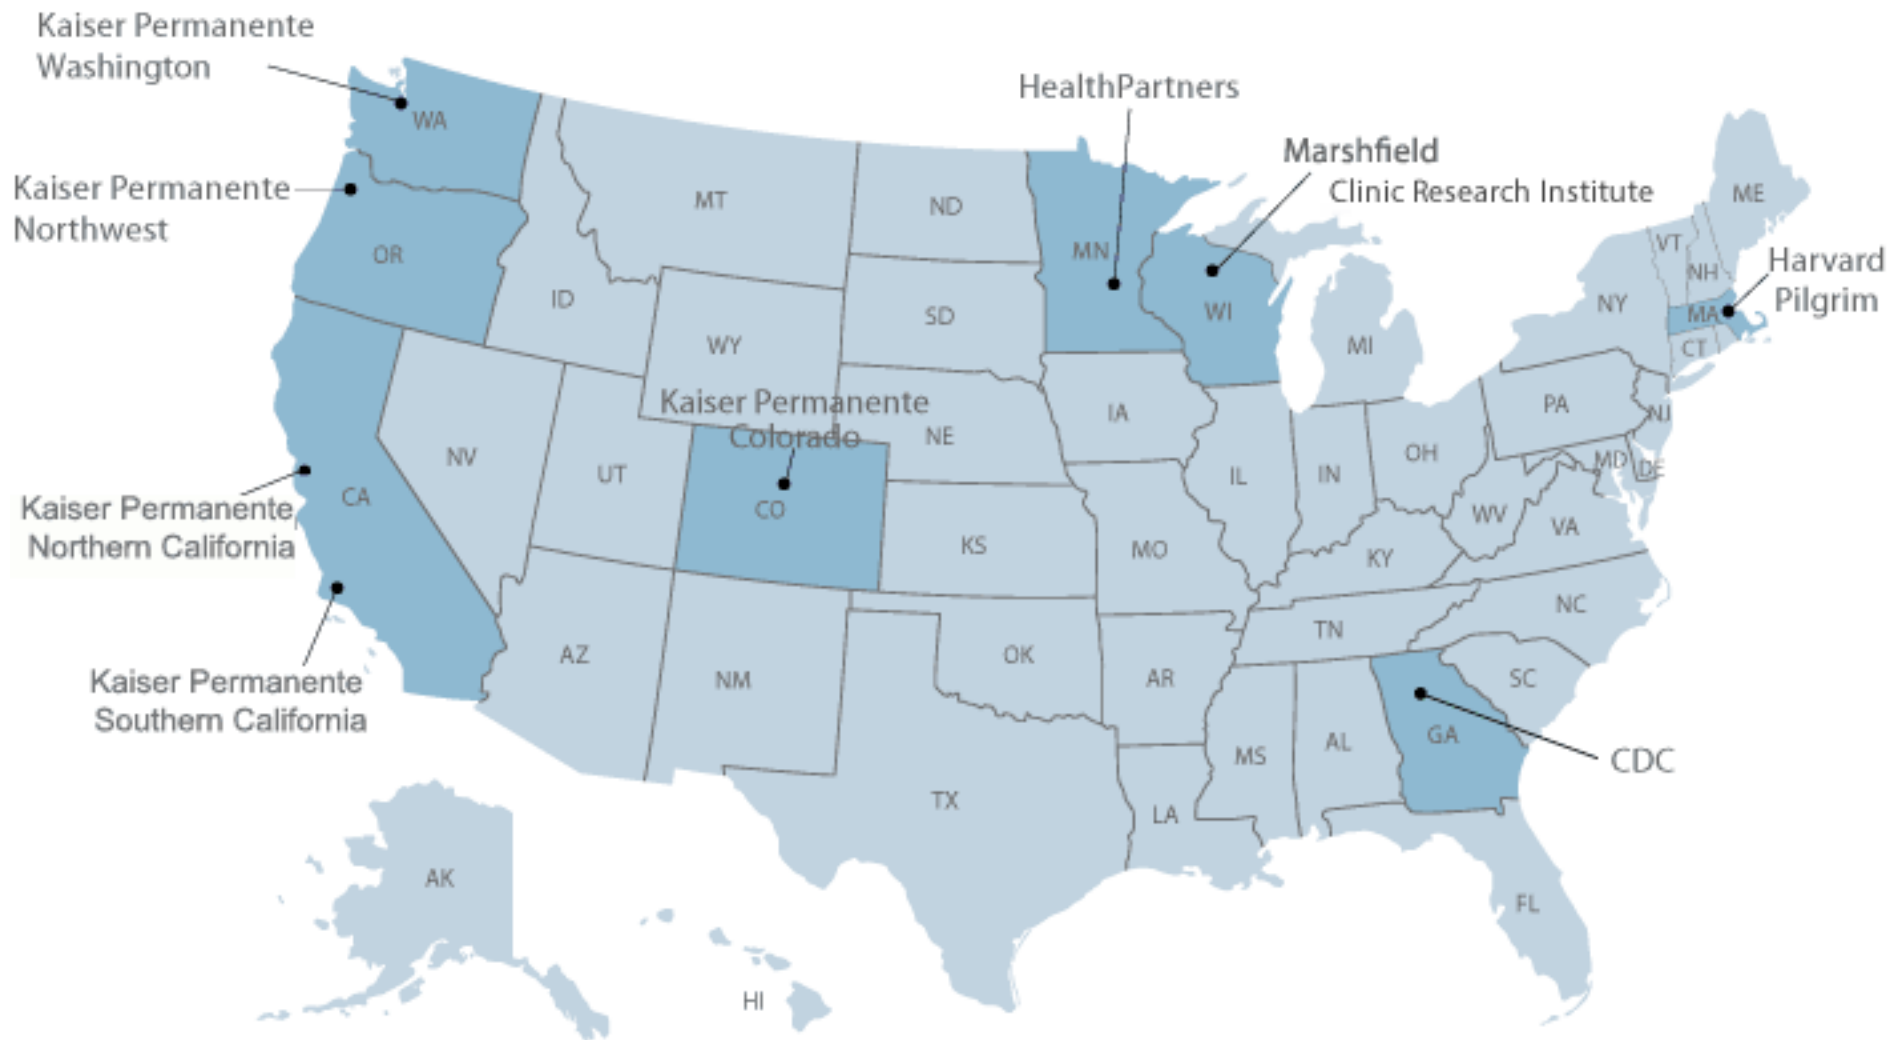 Kaiser Permanente
Washington
WA
Kaiser Permanente
Northwest
OR
HealthPartners
Marshfield
Clinic Research Institute
Harvard
Pilgrim
MT
ND
MN
WI
ME
VT
NH
MA
CT
NY
ID
SD
WY
MI
Kaiser Permanente
Colorado
NE
IA
PA
NJ
NV
UT
CO
IL
IN
OH
MD
DE
WV
VA
CA
Kaiser Permanente
Northern California
KS
MO
KY
NC
TN
Kaiser Permanente
Southern California
AZ
NM
OK
AR
SC
MS
AL
GA
CDC
TX
LA
FL
AK
HI